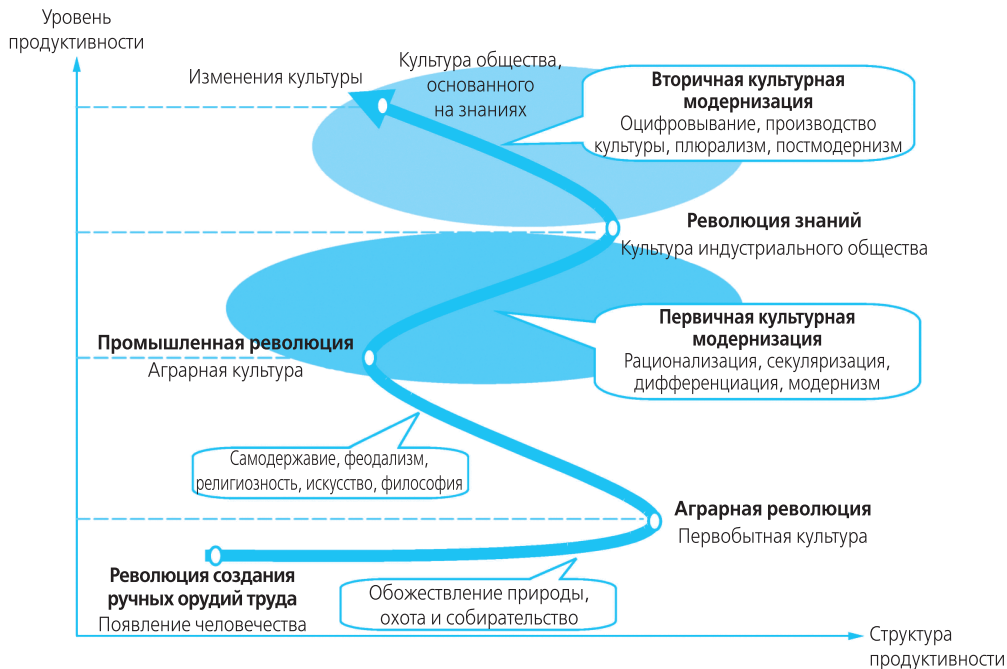 Уровень
продуктивности
Изменения культуры
Культура общества,
основанного
на знаниях
Вторичная культурная
модернизация
Оцифровывание, производство
культуры, плюрализм, постмодернизм
Революция знаний
Культура индустриального общества
Первичная культурная
модернизация
Рационализация, секуляризация,
дифференциация, модернизм
Промышленная революция
Аграрная культура
Самодержавие, феодализм,
религиозность, искусство, философия
Аграрная революция
Первобытная культура
Революция создания
ручных орудий труда
Появление человечества
Обожествление природы,
охота и собирательство
Структура
продуктивности